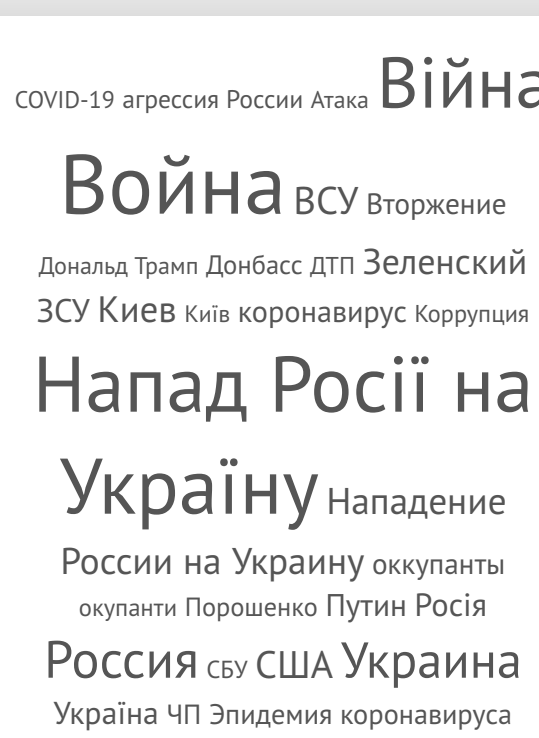 COVID-19 агрессия России Атака Війна
Война ВСУ Вторжение
Дональд Трамп Донбасс ДТП Зеленский
ЗСУ Киев Київ коронавирус Коррупция
Напад Росії на
Україну Нападение
России на Украину оккупанты
окупанти Порошенко Путин Росія
Россия СБУ США Украина
Україна ЧП Эпидемия коронавируса